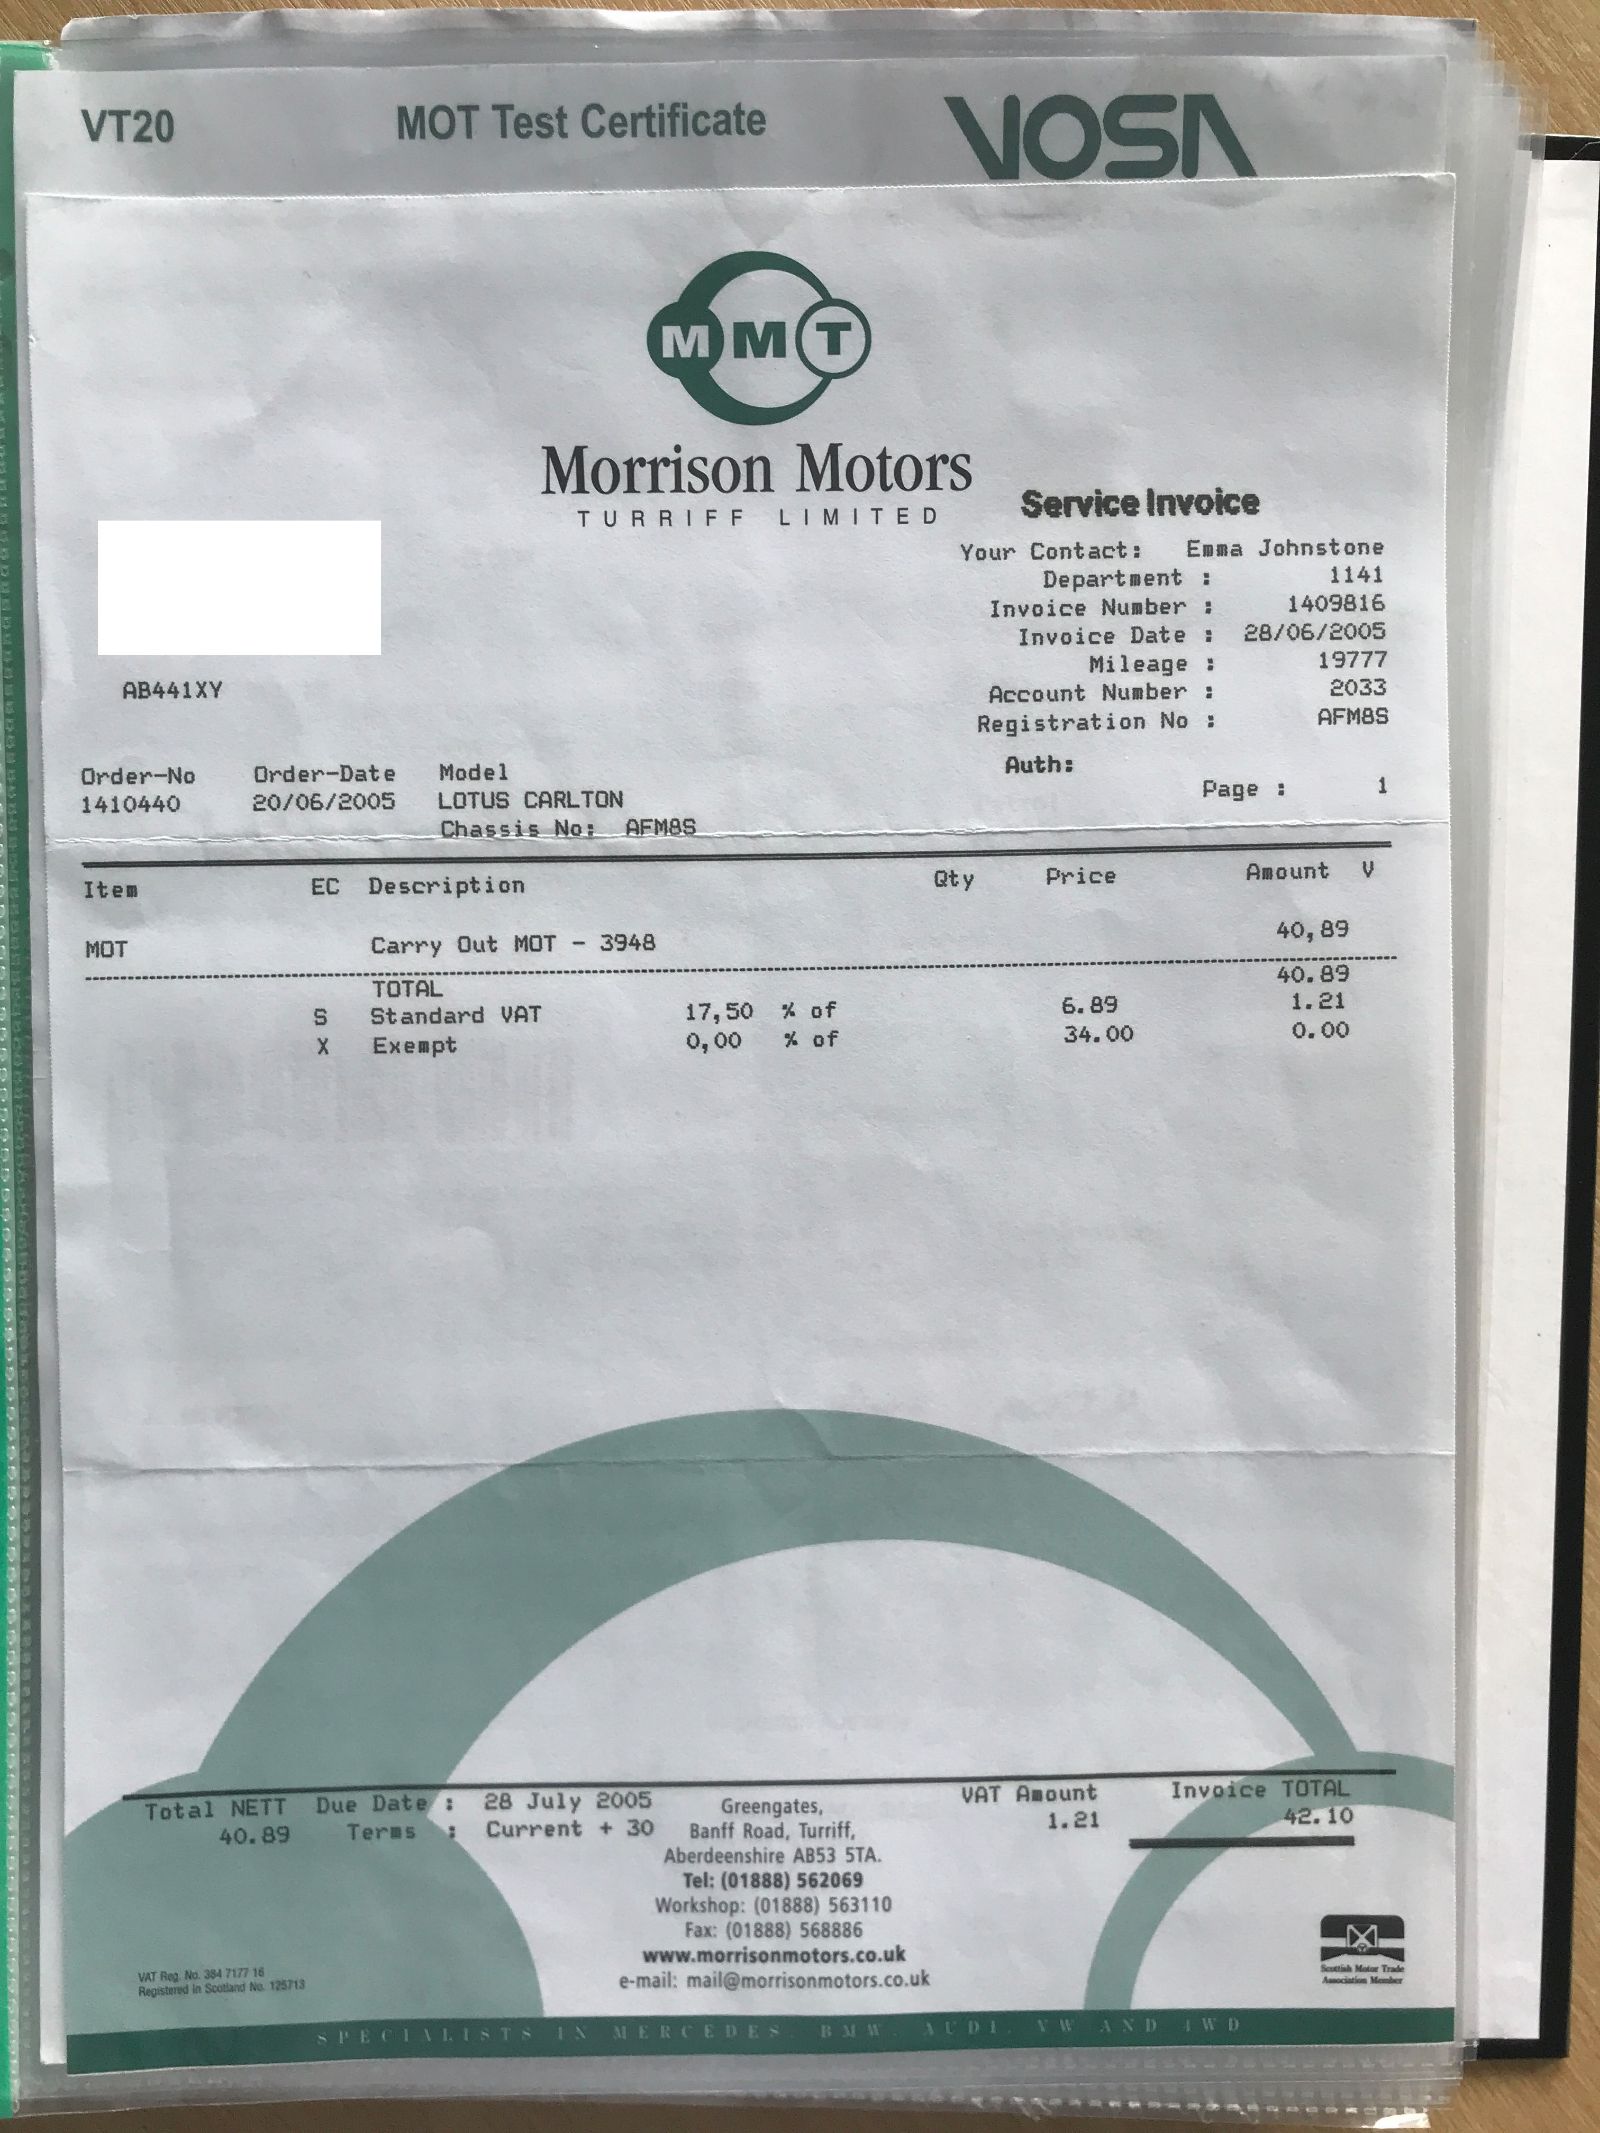 VT20 MOT Test Certificate VOSA
MMT
Morrison Motors
TURRIFF LIMITED
Service Invoice
Your Contact: Emma Johnstone
Department : 1141
Invoice Number : 1409816
Invoice Date : 28/06/2005
Mileage : 19777
Account Number : 2033
Registration No : AFM8S
AB441XY
Auth:
Page : 1
Order-No Order-Date Model
1410440 20/06/2005 LOTUS CARLTON
Chassis No: AFM8S
Item EC Description Qty Price Amount V
MOT Carry Out MOT - 3948 40,89
TOTAL 40.89
S Standard VAT 17,50 % of 6.89 1.21
X Exempt 0,00 % of 34.00 0.00
Total NETT Due Date : 28 July 2005 VAT Amount Invoice TOTAL
40.89 Terms : Current + 30 1.21 42.10
Greengates,
Banff Road, Turriff,
Aberdeenshire AB53 5TA.
Tel: (01888) 562069
Workshop: (01888) 563110
Fax: (01888) 568886
www.morrisonmotors.co.uk
e-mail: mail@morrisonmotors.co.uk
VAT Reg. No. 384 7177 16
Registered in Scotland No. 125713
Scottish Motor Trade
Association Member
SPECIALISTS IN MERCEDES, BMW, AUDI, VW AND 4WD